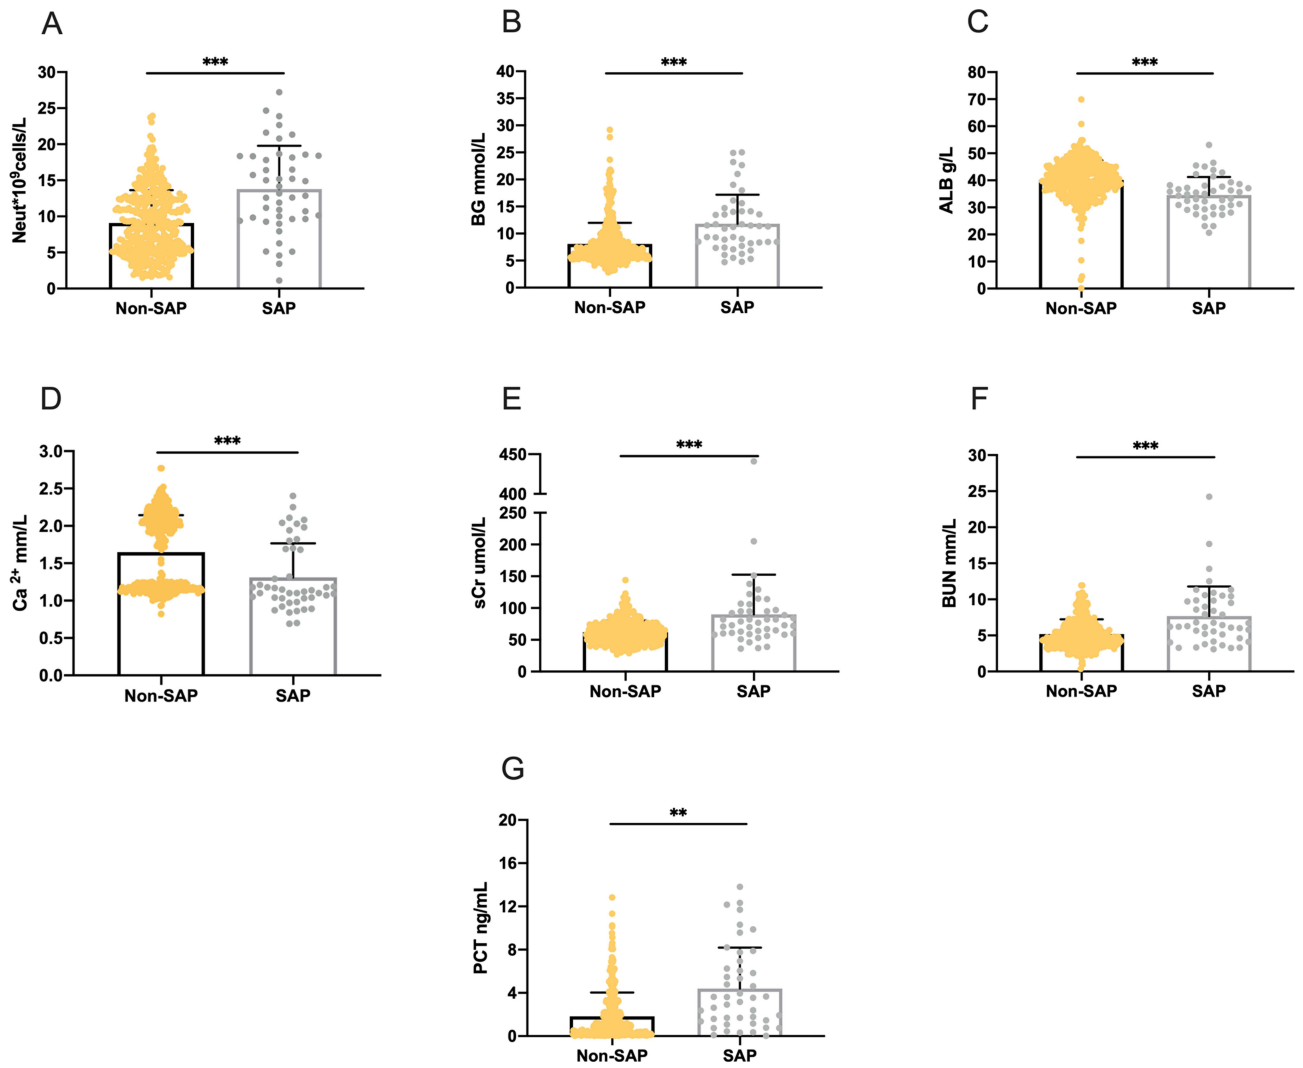 A
***
Neut*10⁹cells/L
30
25
20
15
10
5
0
Non-SAP SAP
B
***
BG mmol/L
40
35
30
25
20
15
10
5
0
Non-SAP SAP
C
***
ALB g/L
80
70
60
50
40
30
20
10
0
Non-SAP SAP
D
***
Ca ²⁺ mm/L
3.0
2.5
2.0
1.5
1.0
0.5
0.0
Non-SAP SAP
E
***
sCr umol/L
450
400
250
200
150
100
50
0
Non-SAP SAP
F
***
BUN mm/L
30
25
20
15
10
5
0
Non-SAP SAP
G
**
PCT ng/mL
20
16
12
8
4
0
Non-SAP SAP